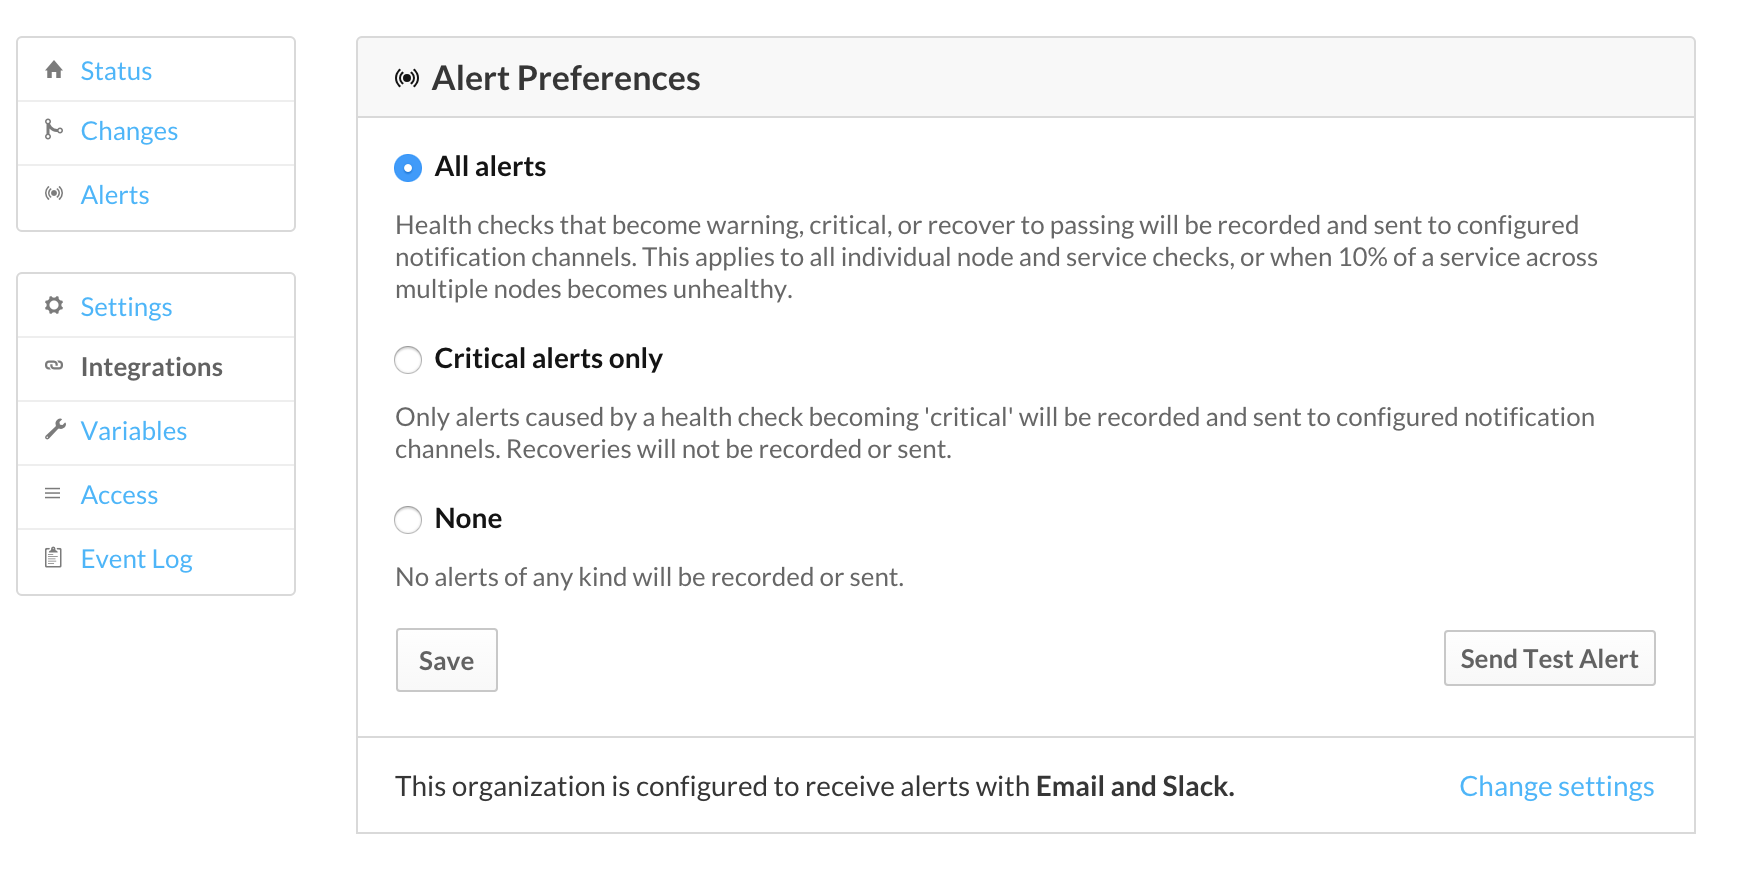 Status
Changes
Alerts
Settings
Integrations
Variables
Access
Event Log
Alert Preferences
All alerts
Health checks that become warning, critical, or recover to passing will be recorded and sent to configured
notification channels. This applies to all individual node and service checks, or when 10% of a service across
multiple nodes becomes unhealthy.
Critical alerts only
Only alerts caused by a health check becoming 'critical' will be recorded and sent to configured notification
channels. Recoveries will not be recorded or sent.
None
No alerts of any kind will be recorded or sent.
Save
Send Test Alert
This organization is configured to receive alerts with Email and Slack.
Change settings